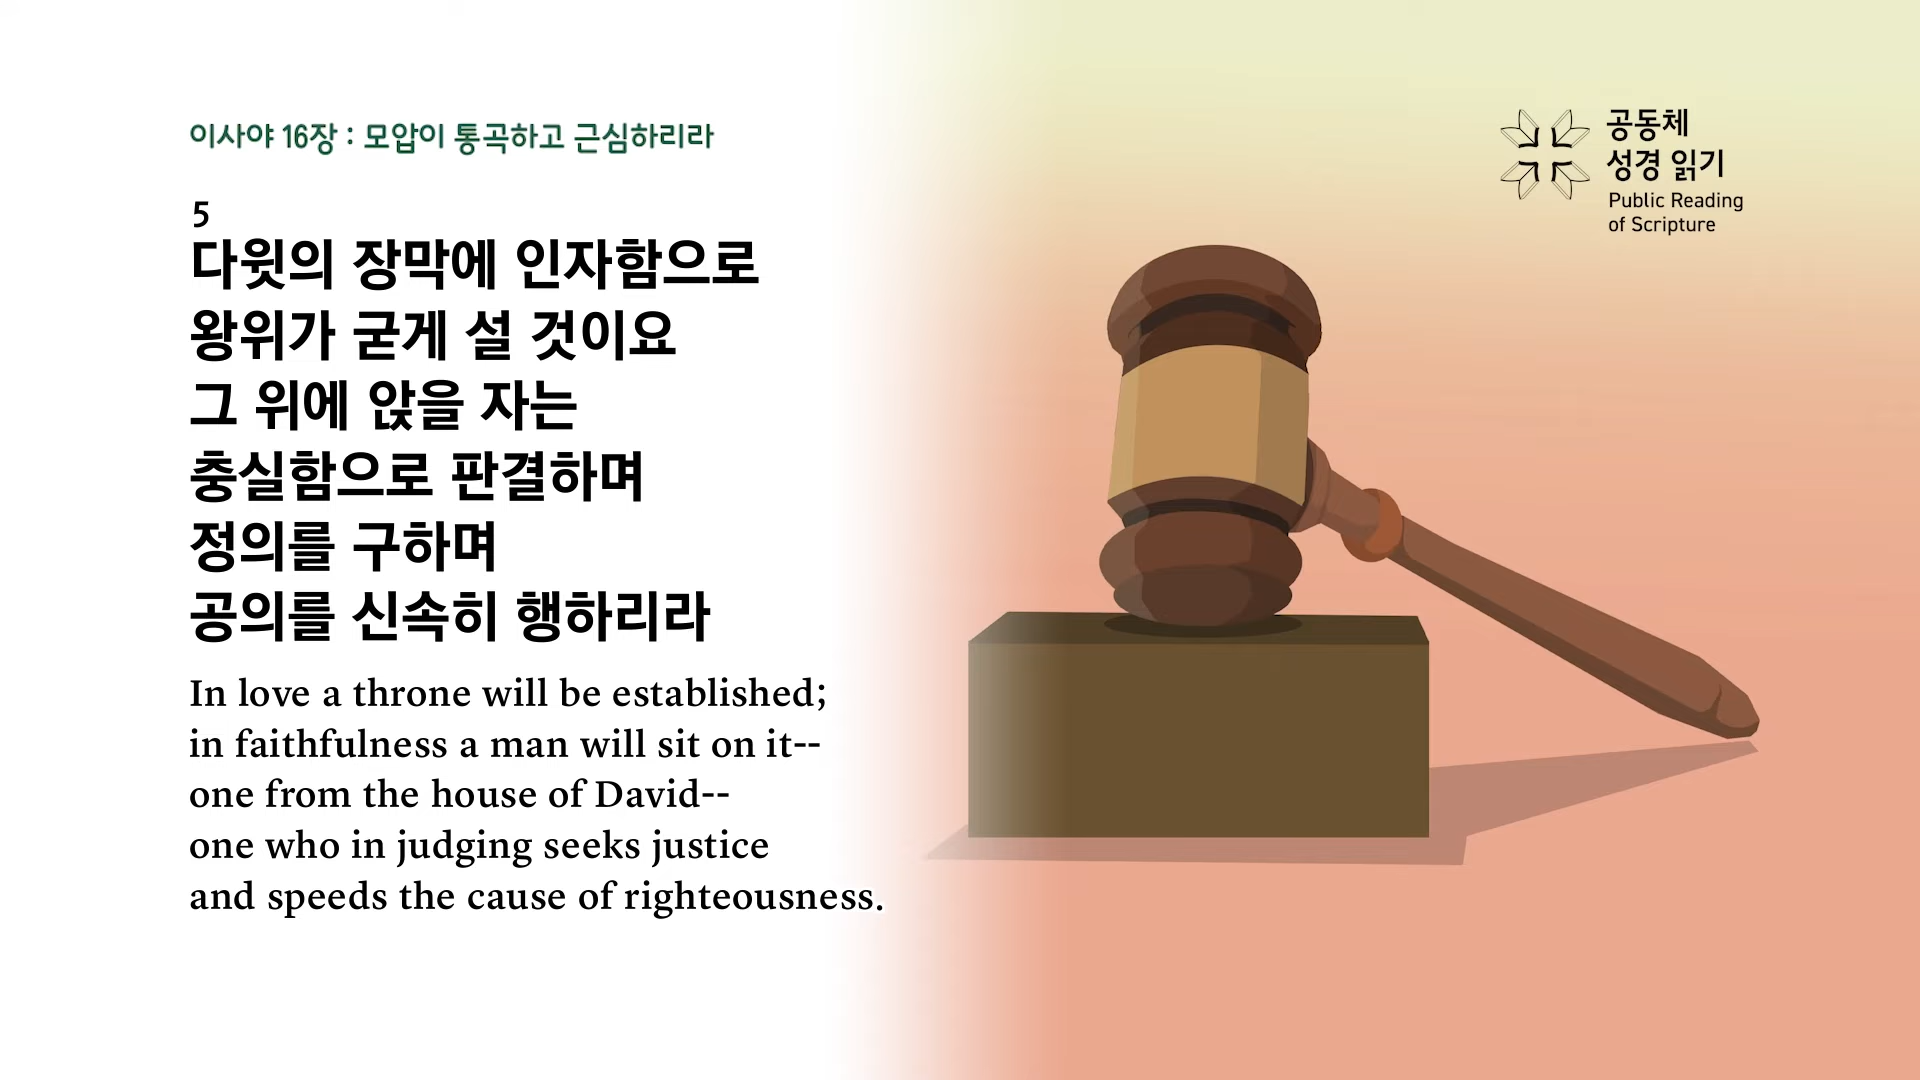 이사야 16장 : 모압이 통곡하고 근심하리라
5
다윗의 장막에 인자함으로
왕위가 굳게 설 것이요
그 위에 앉을 자는
충실함으로 판결하며
정의를 구하며
공의를 신속히 행하리라
In love a throne will be established;
in faithfulness a man will sit on it--
one from the house of David--
one who in judging seeks justice
and speeds the cause of righteousness.
공동체
성경 읽기
Public Reading
of Scripture